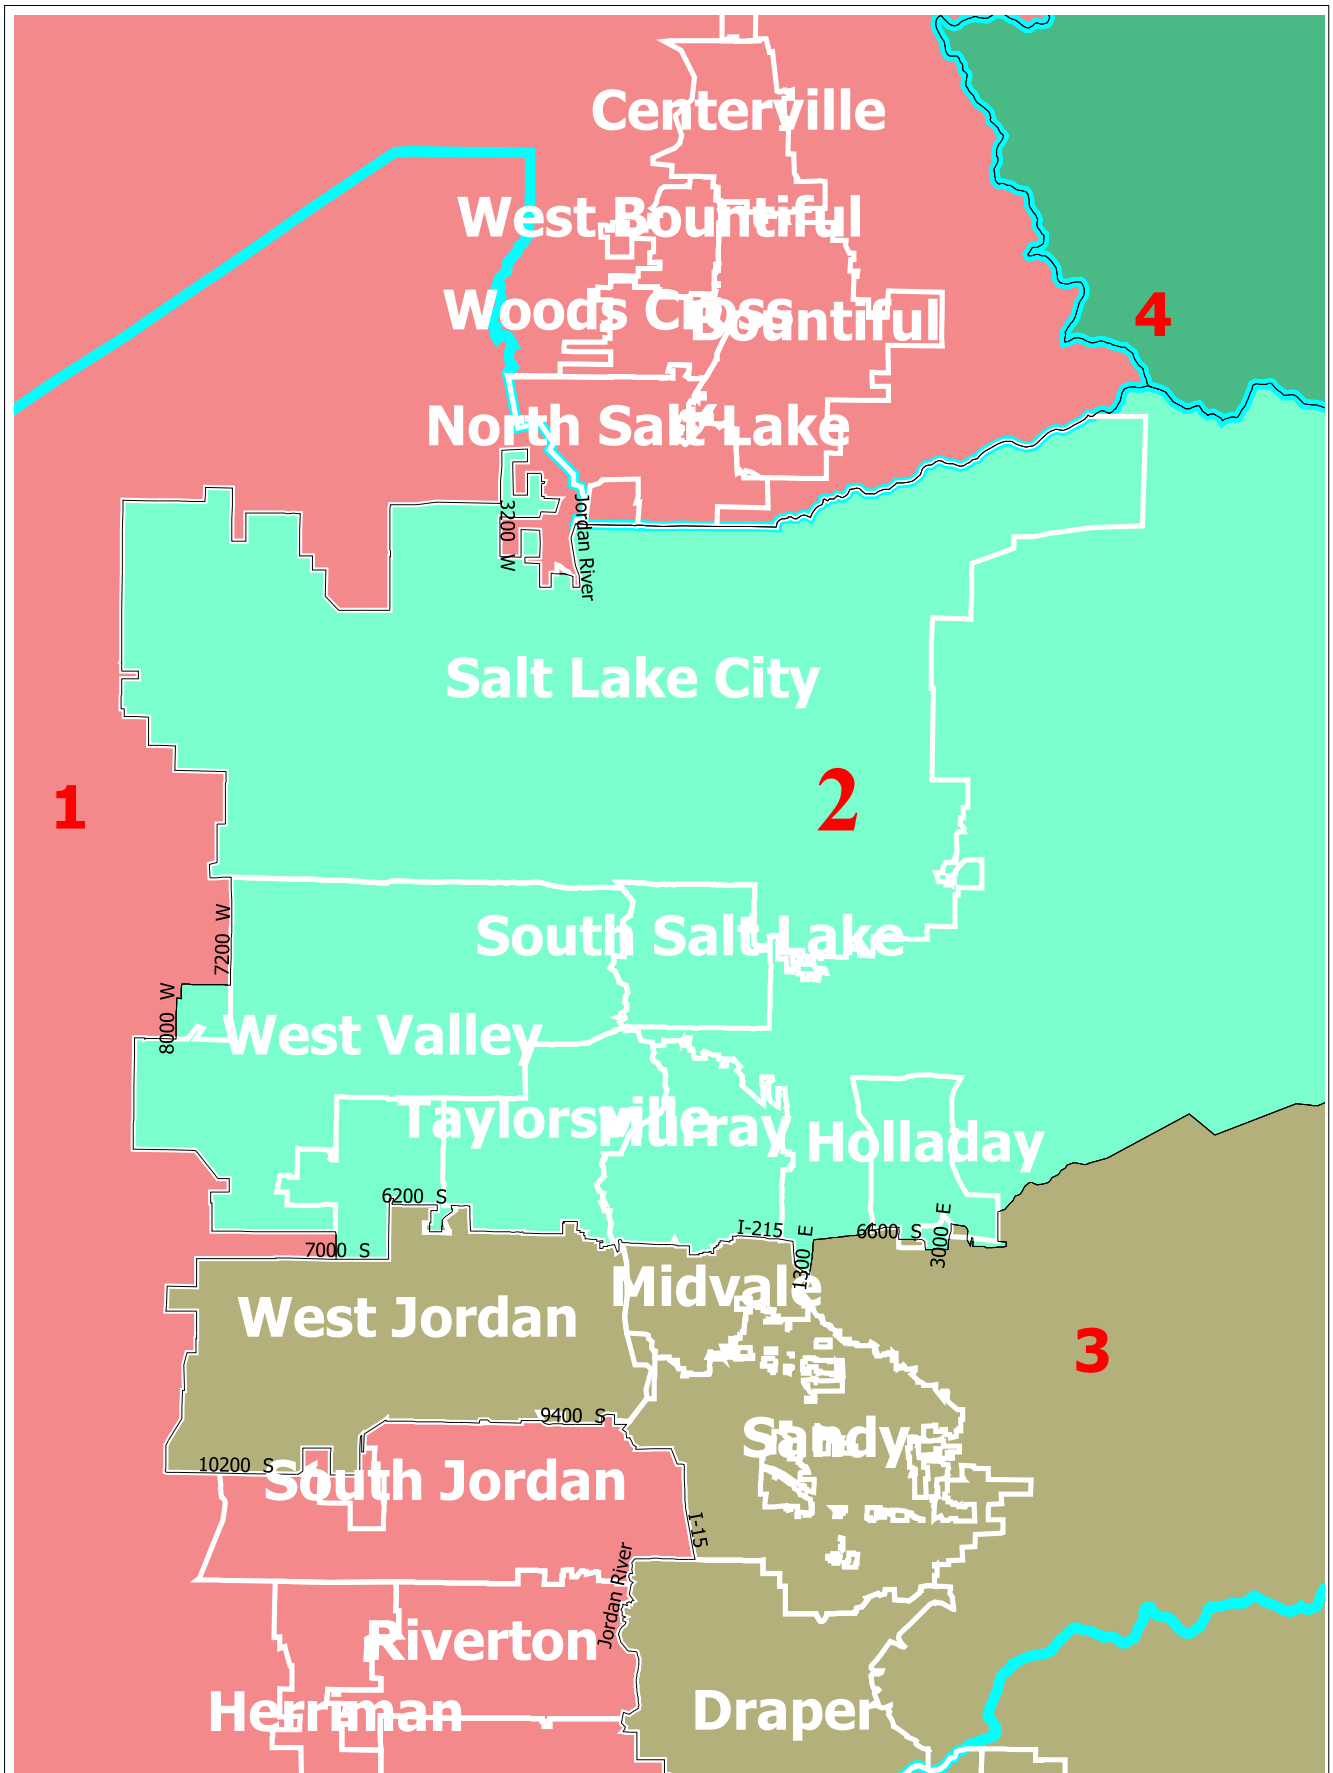 Centerville
West Bountiful
Woods Cross
Bountiful
4
North Salt Lake
3200 W
Jordan River
Salt Lake City
2
1
7200 W
South Salt Lake
8000 W
West Valley
Taylorsville
Murray
Holladay
6200 S
I-215
1300 E
6600 S
3000 E
7000 S
Midvale
West Jordan
3
9400 S
Sandy
10200 S
South Jordan
I-15
Jordan River
Riverton
Herriman
Draper